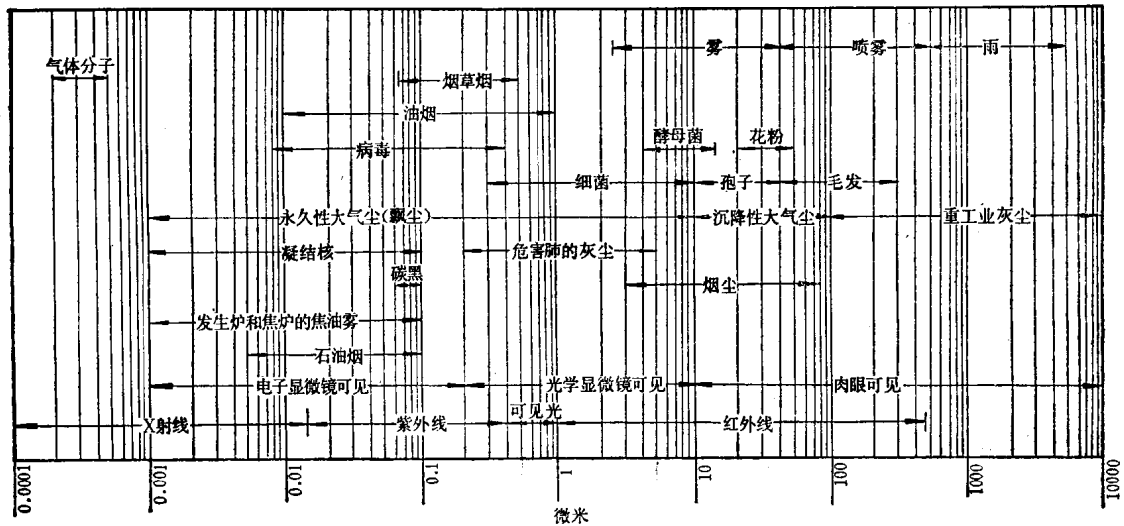 雾 喷雾 雨
气体分子
烟草烟
油烟
酵母菌 花粉
病毒
细菌 孢子 毛发
永久性大气尘(飘尘) 沉降性大气尘 重工业灰尘
凝结核 危害肺的灰尘
碳黑
烟尘
发生炉和焦炉的焦油雾
石油烟
电子显微镜可见 光学显微镜可见 肉眼可见
X射线 紫外线 可见光 红外线
0.0001 0.001 0.01 0.1 1 10 100 1000 10000
微米